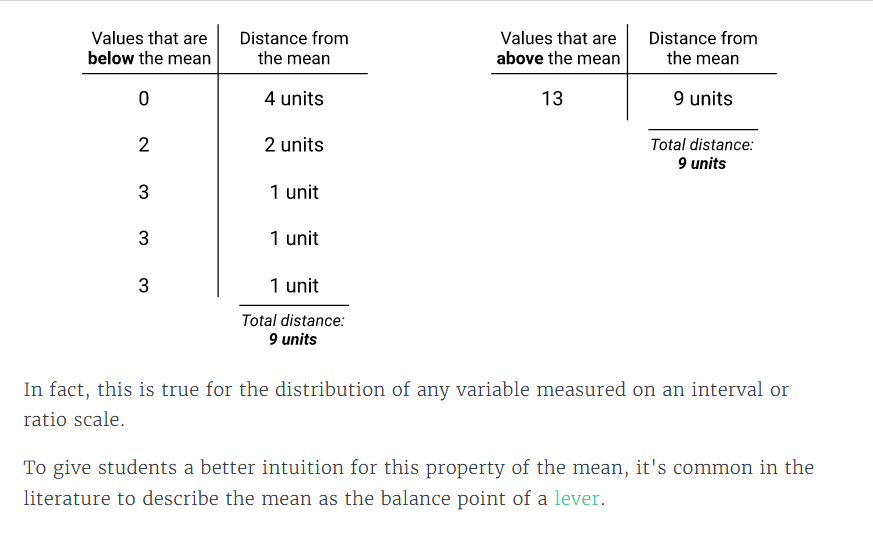 Values that are Distance from
below the mean the mean
0 4 units
2 2 units
3 1 unit
3 1 unit
3 1 unit
Total distance:
9 units
Values that are Distance from
above the mean the mean
13 9 units
Total distance:
9 units
In fact, this is true for the distribution of any variable measured on an interval or
ratio scale.
To give students a better intuition for this property of the mean, it's common in the
literature to describe the mean as the balance point of a lever.